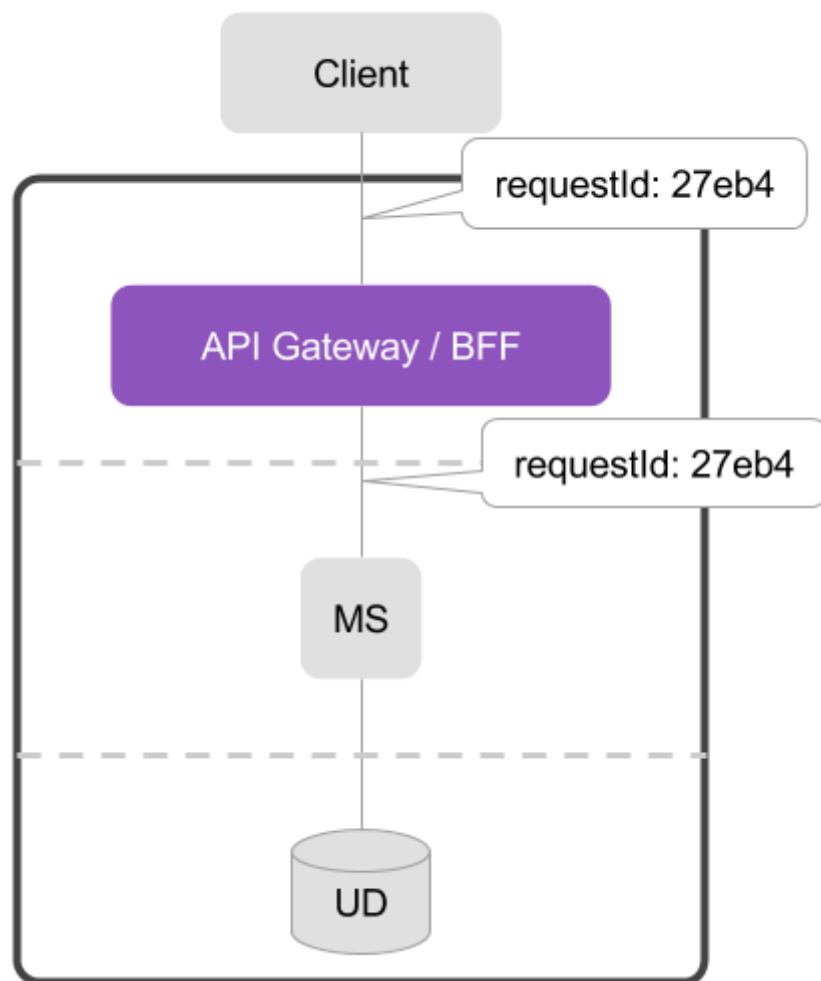 Client
requestId: 27eb4
API Gateway / BFF
requestId: 27eb4
MS
UD